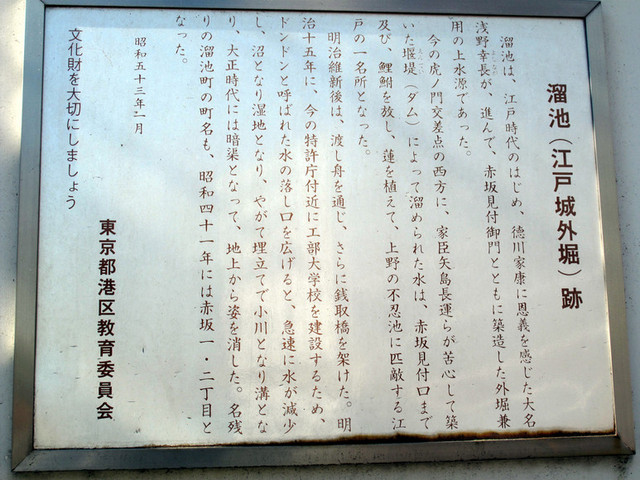 溜池（江戸城外堀）跡
溜池は、江戸時代のはじめ、徳川家康に恩義を感じた大名
浅野幸長が、進んで、赤坂見付御門とともに築造した外堀兼
用の上水源であった。
今の虎ノ門交差点の西方に、家臣矢島長運らが苦心して築
いた堰堤（ダム）によって溜められた水は、赤坂見付口まで
及び、鯉鮒を放し、蓮を植えて、上野の不忍池に匹敵する江
戸の一名所となった。
明治維新後は、渡し舟を通じ、さらに銭取橋を架けた。明
治十五年に、今の特許庁付近に工部大学校を建設するため、
ドンドンと呼ばれた水の落し口を広げると、急速に水が減少
し、沼となり湿地となり、やがて埋立てで小川となり溝とな
り、大正時代には暗渠となって、地上から姿を消した。名残
りの溜池町の町名も、昭和四十一年には赤坂一・二丁目と
なった。
昭和五十三年一月
文化財を大切にしましょう
東京都港区教育委員会